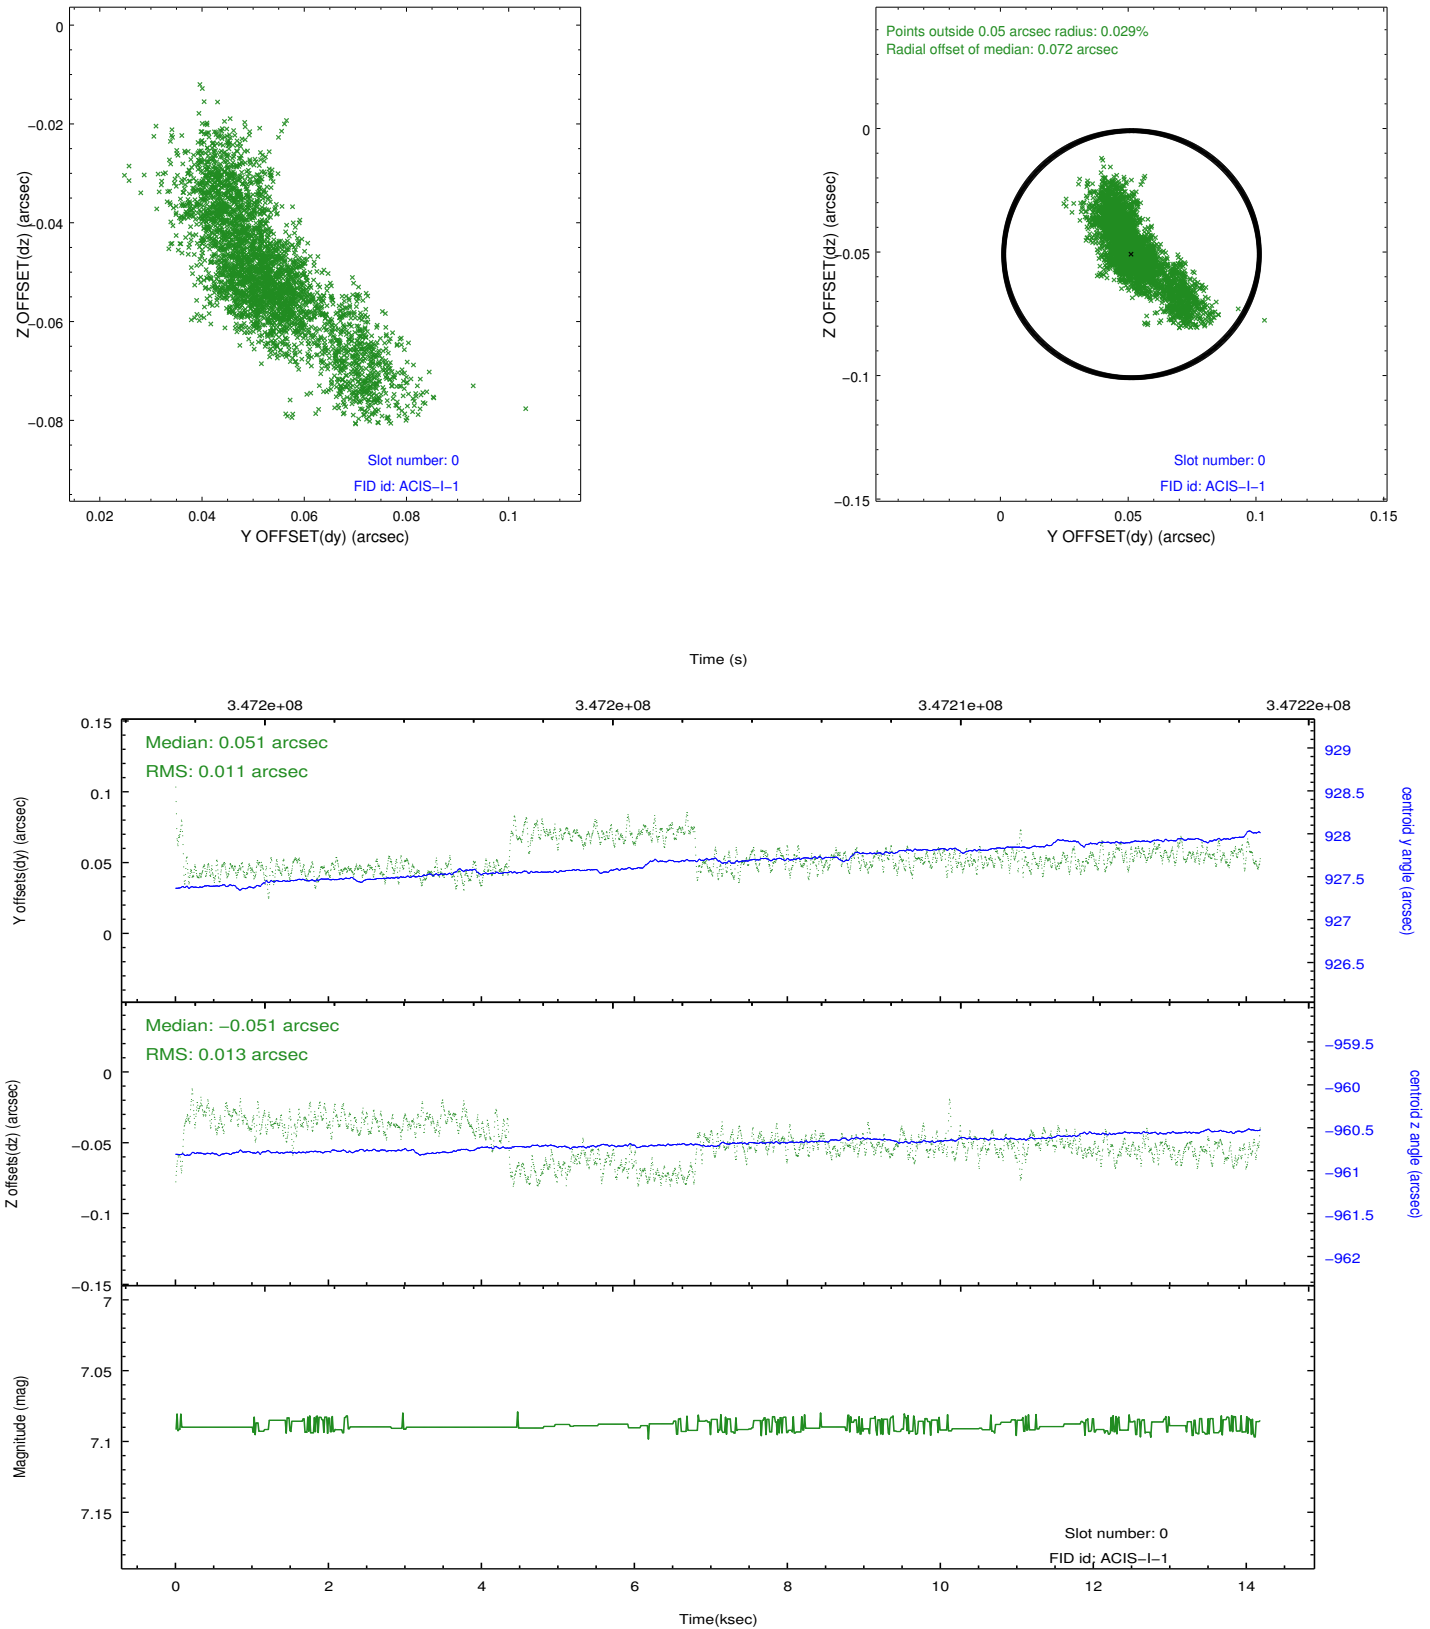 0
−0.02
−0.04
−0.06
−0.08
Z OFFSET(dz) (arcsec)
Slot number: 0
FID id: ACIS−I−1
0.02
0.04
0.06
0.08
0.1
Y OFFSET(dy) (arcsec)
Points outside 0.05 arcsec radius: 0.029%
Radial offset of median: 0.072 arcsec
0
−0.05
−0.1
−0.15
Z OFFSET(dz) (arcsec)
Slot number: 0
FID id: ACIS−I−1
0
0.05
0.1
0.15
Y OFFSET(dy) (arcsec)
Time (s)
3.472e+08
3.472e+08
3.4721e+08
3.4722e+08
Median: 0.051 arcsec
RMS: 0.011 arcsec
0.15
0.1
0.05
0
Y offsets(dy) (arcsec)
929
928.5
928
927.5
927
926.5
centroid y angle (arcsec)
Median: −0.051 arcsec
RMS: 0.013 arcsec
0
−0.05
−0.1
−0.15
Z offsets(dz) (arcsec)
−959.5
−960
−960.5
−961
−961.5
−962
centroid z angle (arcsec)
7
7.05
7.1
7.15
Magnitude (mag)
Slot number: 0
FID id: ACIS−I−1
0
2
4
6
8
10
12
14
Time(ksec)